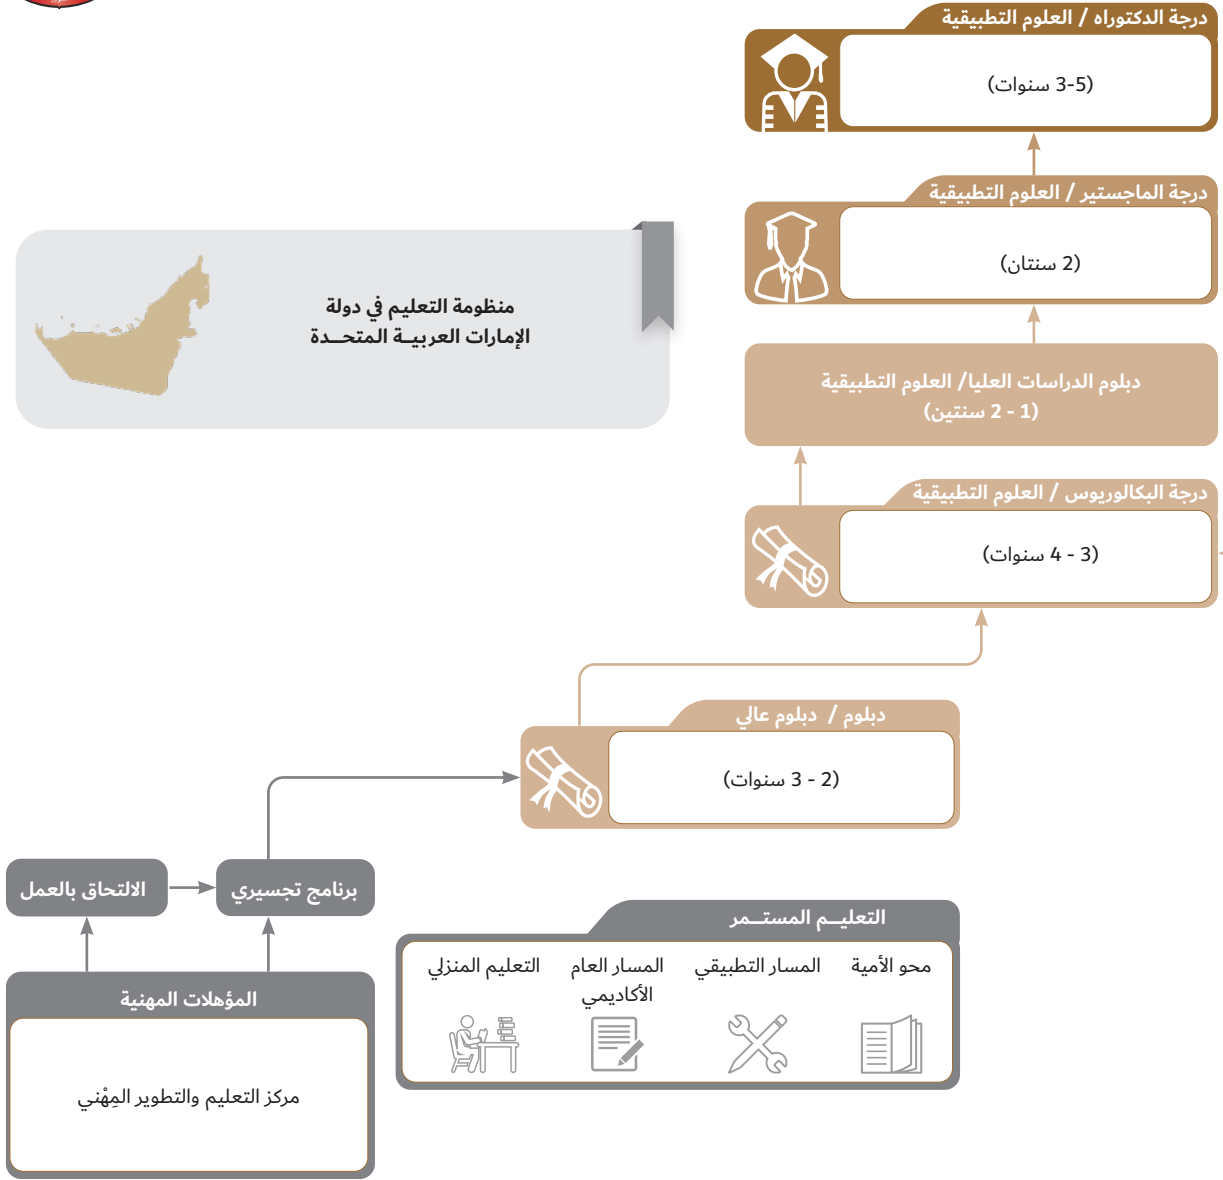 درجة الدكتوراه / العلوم التطبيقية
(3-5 سنوات)
درجة الماجستير / العلوم التطبيقية
(2 سنتان)
منظومة التعليم في دولة
الإمارات العربيــة المتحــدة
دبلوم الدراسات العليا/ العلوم التطبيقية
(1 - 2 سنتين)
درجة البكالوريوس / العلوم التطبيقية
(3 - 4 سنوات)
دبلوم / دبلوم عالي
(2 - 3 سنوات)
برنامج تجسيري
الالتحاق بالعمل
التعليــم المستــمر
محو الأمية
المسار التطبيقي
المسار العام
الأكاديمي
التعليم المنزلي
المؤهلات المهنية
مركز التعليم والتطوير المِهْني